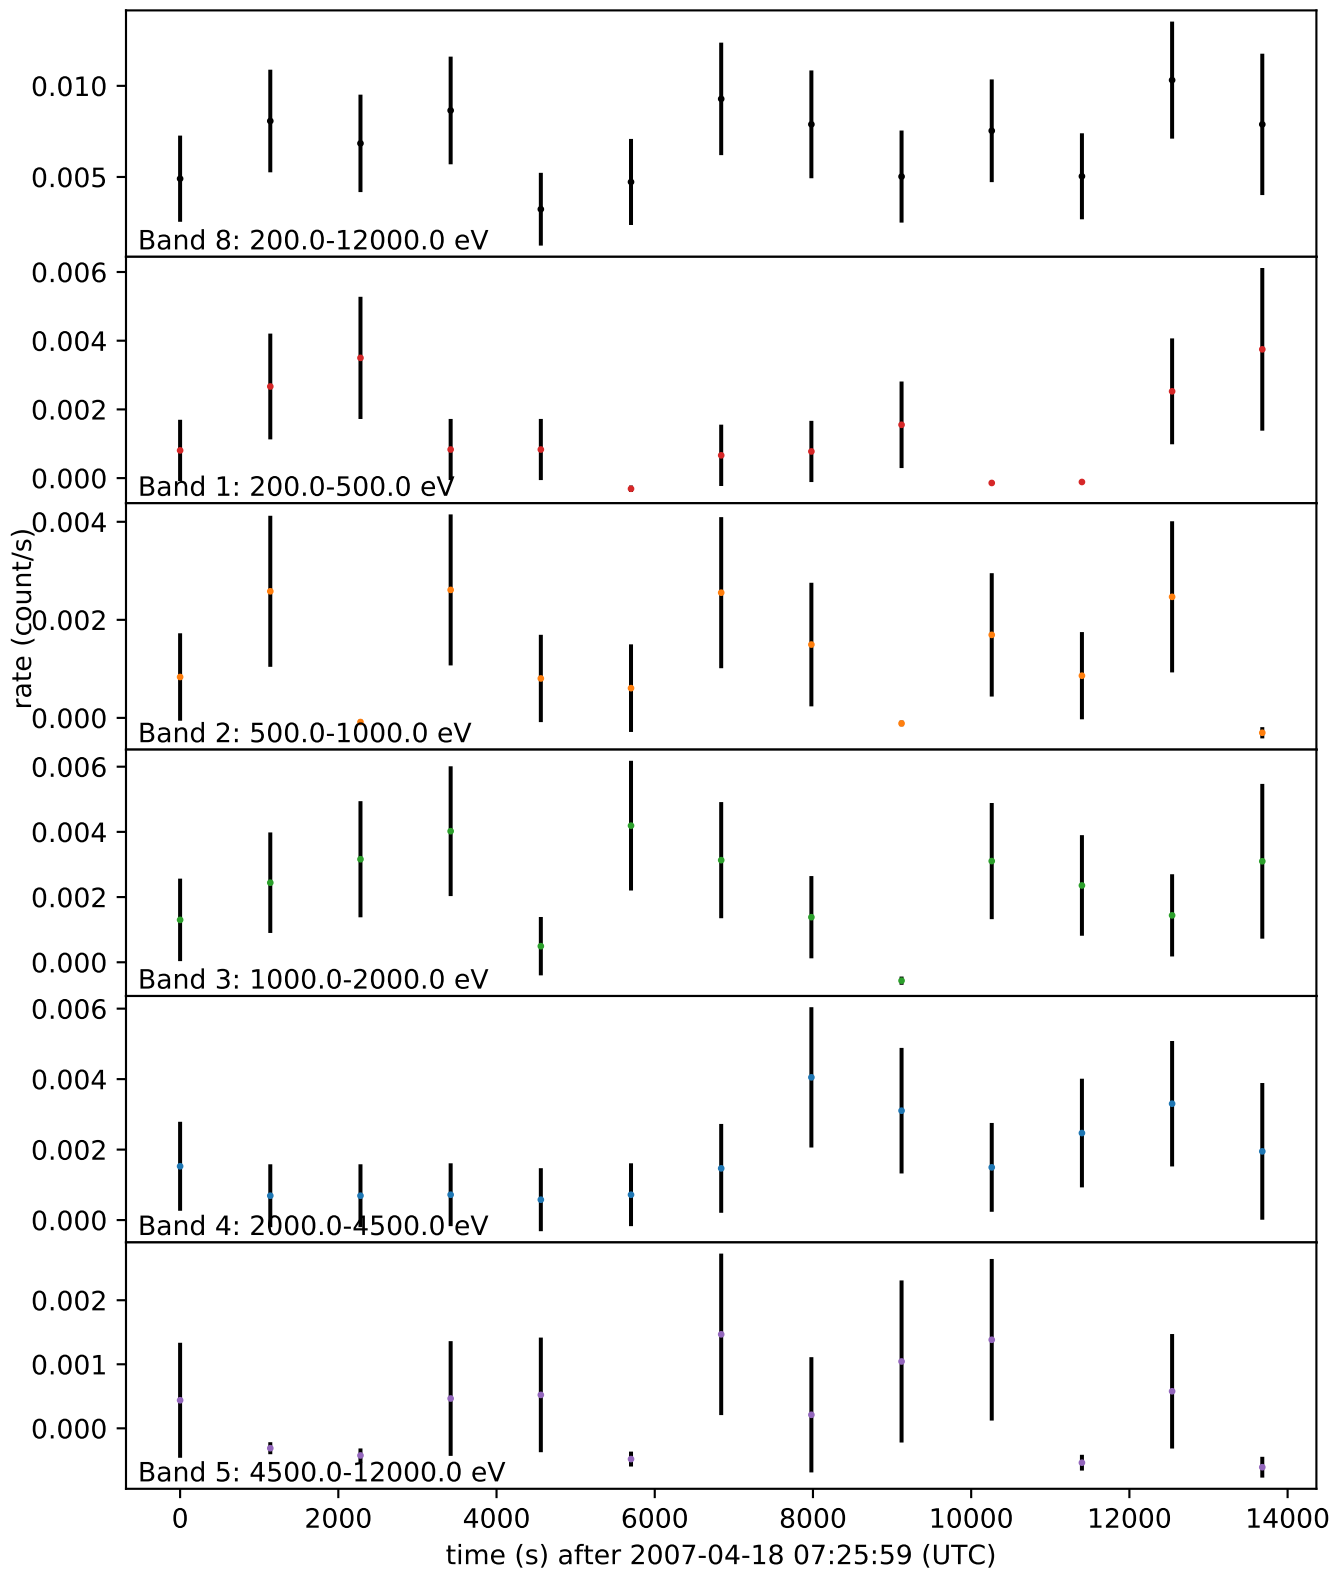 0.010
0.005
Band 8: 200.0-12000.0 eV
0.006
0.004
0.002
0.000
Band 1: 200.0-500.0 eV
rate (count/s)
0.004
0.002
0.000
Band 2: 500.0-1000.0 eV
0.006
0.004
0.002
0.000
Band 3: 1000.0-2000.0 eV
0.006
0.004
0.002
0.000
Band 4: 2000.0-4500.0 eV
0.002
0.001
0.000
Band 5: 4500.0-12000.0 eV
0 2000 4000 6000 8000 10000 12000 14000
time (s) after 2007-04-18 07:25:59 (UTC)